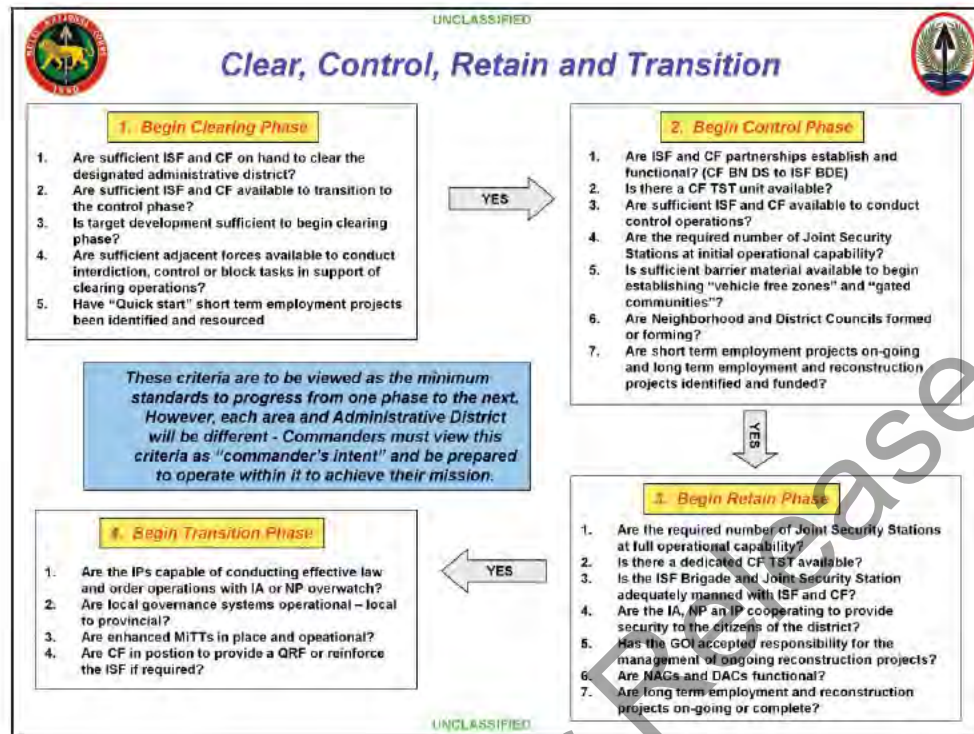 UNCLASSIFIED
Clear, Control, Retain and Transition
1. Begin Clearing Phase
1. Are sufficient ISF and CF on hand to clear the
designated administrative district?
2. Are sufficient ISF and CF available to transition to
the control phase?
3. Is target development sufficient to begin clearing
phase?
4. Are sufficient adjacent forces available to conduct
interdiction, control or block tasks in support of
clearing operations?
5. Have "Quick start" short term employment projects
been identified and resourced
YES
2. Begin Control Phase
1. Are ISF and CF partnerships establish and
functional? (CF BN DS to ISF BDE)
2. Is there a CF TST unit available?
3. Are sufficient ISF and CF available to conduct
control operations?
4. Are the required number of Joint Security
Stations at initial operational capability?
5. Is sufficient barrier material available to begin
establishing "vehicle free zones" and "gated
communities"?
6. Are Neighborhood and District Councils formed
or forming?
7. Are short term employment projects on-going
and long term employment and reconstruction
projects identified and funded?
These criteria are to be viewed as the minimum
standards to progress from one phase to the next.
However, each area and Administrative District
will be different - Commanders must view this
criteria as "commander's intent" and be prepared
to operate within it to achieve their mission.
YES
3. Begin Retain Phase
1. Are the required number of Joint Security Stations
at full operational capability?
2. Is there a dedicated CF TST available?
3. Is the ISF Brigade and Joint Security Station
adequately manned with ISF and CF?
4. Are the IA, NP an IP cooperating to provide
security to the citizens of the district?
5. Has the GOI accepted responsibility for the
management of ongoing reconstruction projects?
6. Are NAGs and DACs functional?
7. Are long term employment and reconstruction
projects on-going or complete?
YES
4. Begin Transition Phase
1. Are the IPs capable of conducting effective law
and order operations with IA or NP overwatch?
2. Are local governance systems operational – local
to provincial?
3. Are enhanced MiTTs in place and opeational?
4. Are CF in postion to provide a QRF or reinforce
the ISF if required?
UNCLASSIFIED
Release